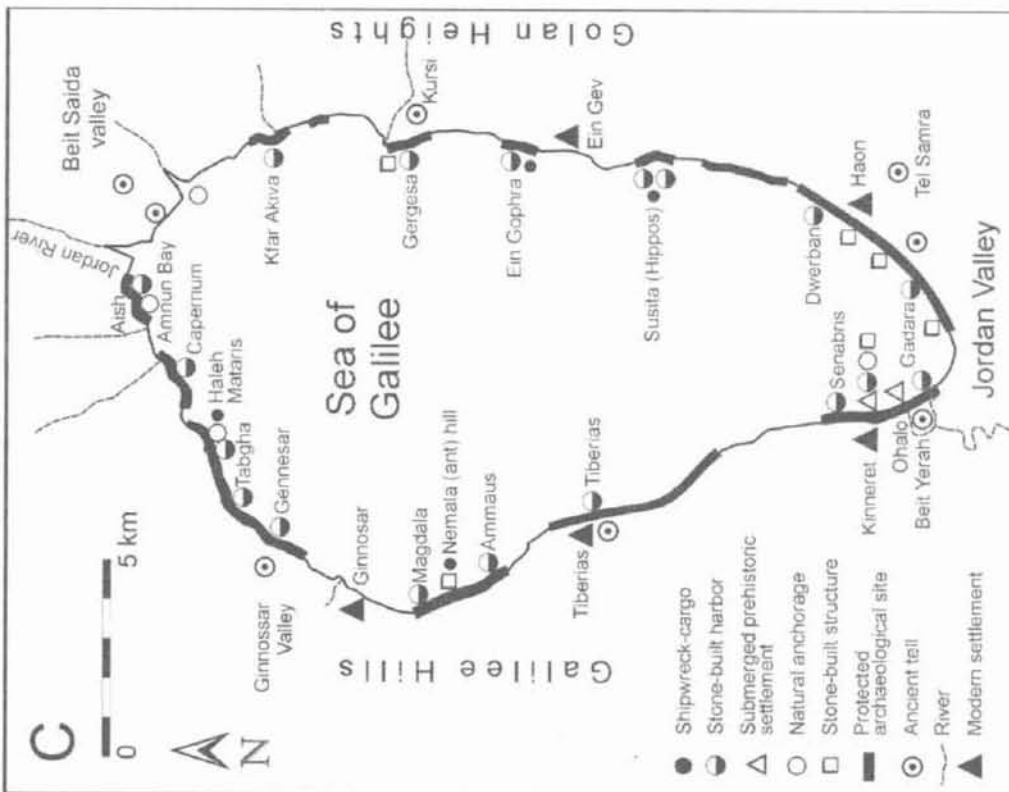 C
0
5 km
N
Jordan River
Beit Saida
valley
Aish
Amnun Bay
Capernum
Haleh
Mataris
Tabgha
Gennesar
Ginnossar
Valley
Ginnosar
Magdala
Nemala (ant) hill
Ammaus
Galilee Hills
Sea of
Galilee
Golan Heights
Kfar Akiva
Kursi
Gergesa
Ein Gophra
Ein Gev
Susita (Hippos)
Tiberias
Tiberias
Dwerban
Haon
Tel Samra
Senabris
Kinneret
Ohalo
Gadara
Beit Yerah
Jordan Valley
Shipwreck-cargo
Stone-built harbor
Submerged prehistoric
settlement
Natural anchorage
Stone-built structure
Protected
archaeological site
Ancient tell
River
Modern settlement